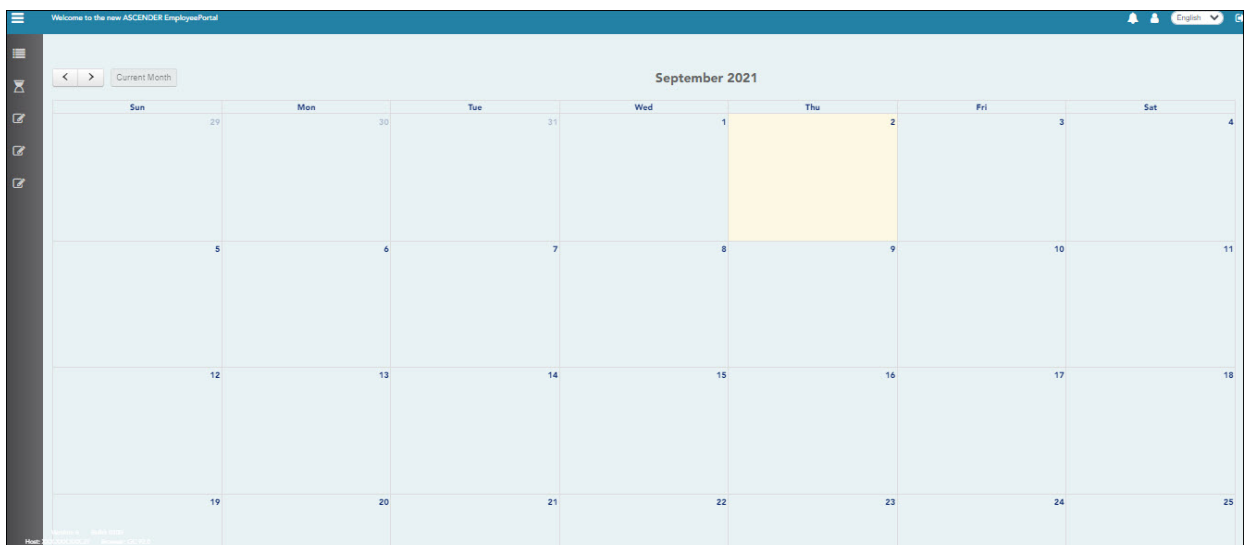 Welcome to the new ASCENDER EmployeePortal English
Current Month September 2021
Sun Mon Tue Wed Thu Fri Sat
29 30 31 1 2 3 4
5 6 7 8 9 10 11
12 13 14 15 16 17 18
19 20 21 22 23 24 25
Host: